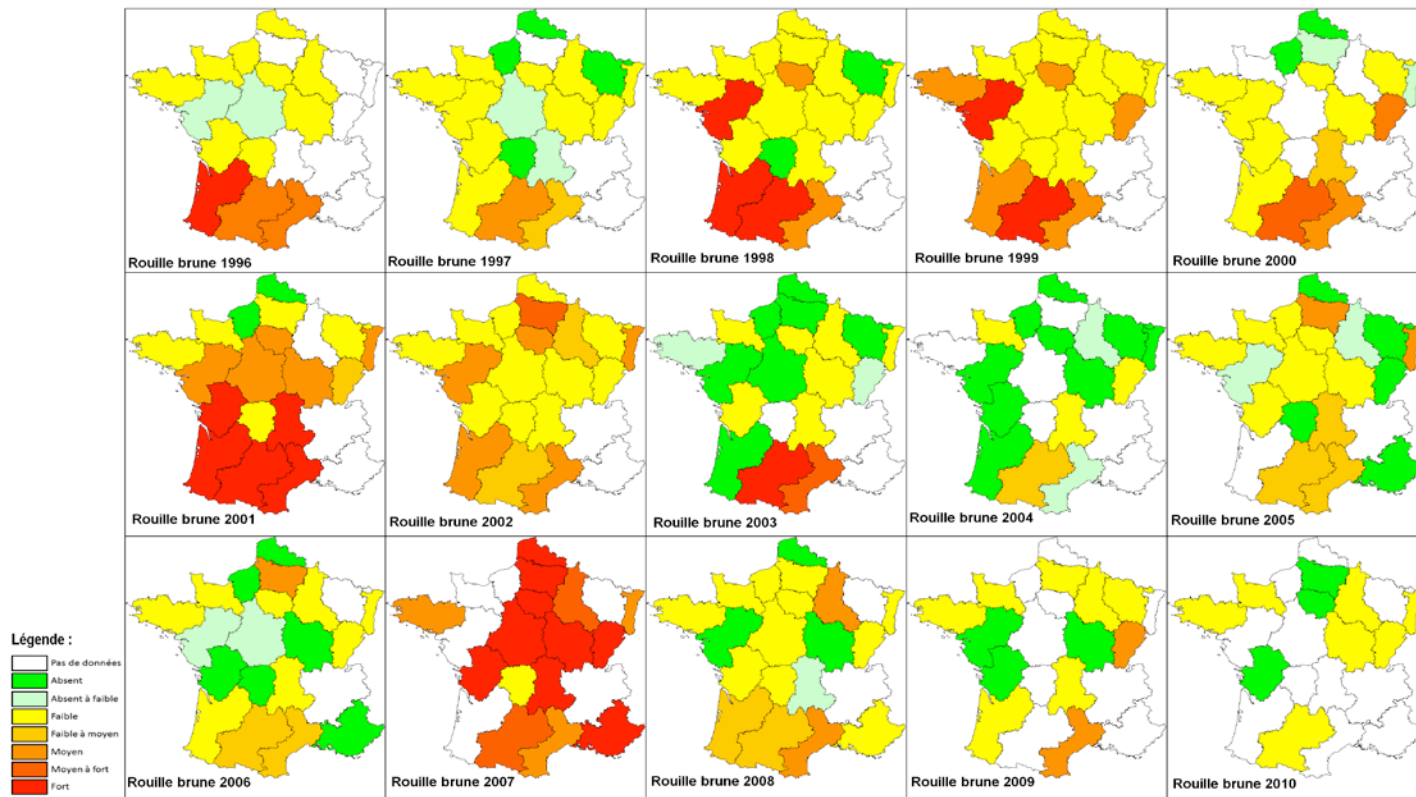 Rouille brune 1996
Rouille brune 1997
Rouille brune 1998
Rouille brune 1999
Rouille brune 2000
Rouille brune 2001
Rouille brune 2002
Rouille brune 2003
Rouille brune 2004
Rouille brune 2005
Rouille brune 2006
Rouille brune 2007
Rouille brune 2008
Rouille brune 2009
Rouille brune 2010
Légende :
Pas de données
Absent
Absent à faible
Faible
Faible à moyen
Moyen
Moyen à fort
Fort